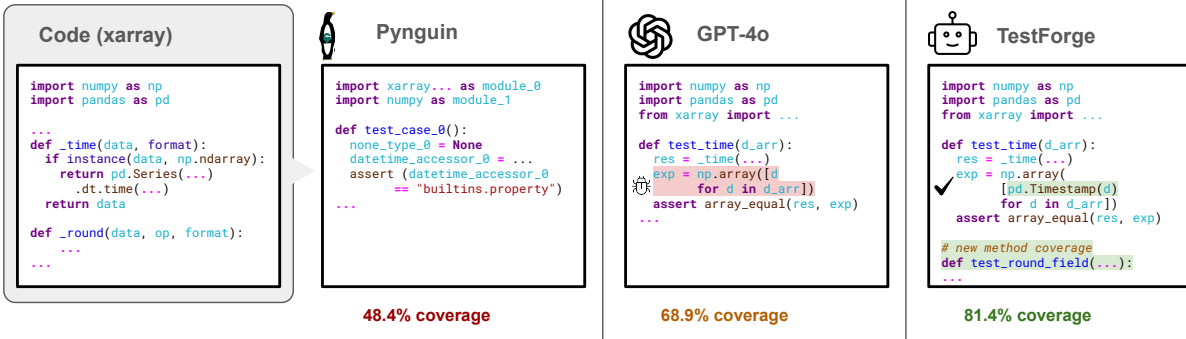 Code (xarray)
import numpy as np
import pandas as pd
...
def _time(data, format):
if instance(data, np.ndarray):
return pd.Series(...)
.dt.time(...)
return data
def _round(data, op, format):
...
...
Pynguin
import xarray... as module_0
import numpy as module_1
def test_case_0():
none_type_0 = None
datetime_accessor_0 = ...
assert (datetime_accessor_0
== "builtins.property")
...
48.4% coverage
GPT-4o
import numpy as np
import pandas as pd
from xarray import ...
def test_time(d_arr):
res = _time(...)
exp = np.array([d
for d in d_arr])
assert array_equal(res, exp)
...
68.9% coverage
TestForge
import numpy as np
import pandas as pd
from xarray import ...
def test_time(d_arr):
res = _time(...)
exp = np.array(
[pd.Timestamp(d)
for d in d_arr])
assert array_equal(res, exp)
# new method coverage
def test_round_field(...):
...
81.4% coverage